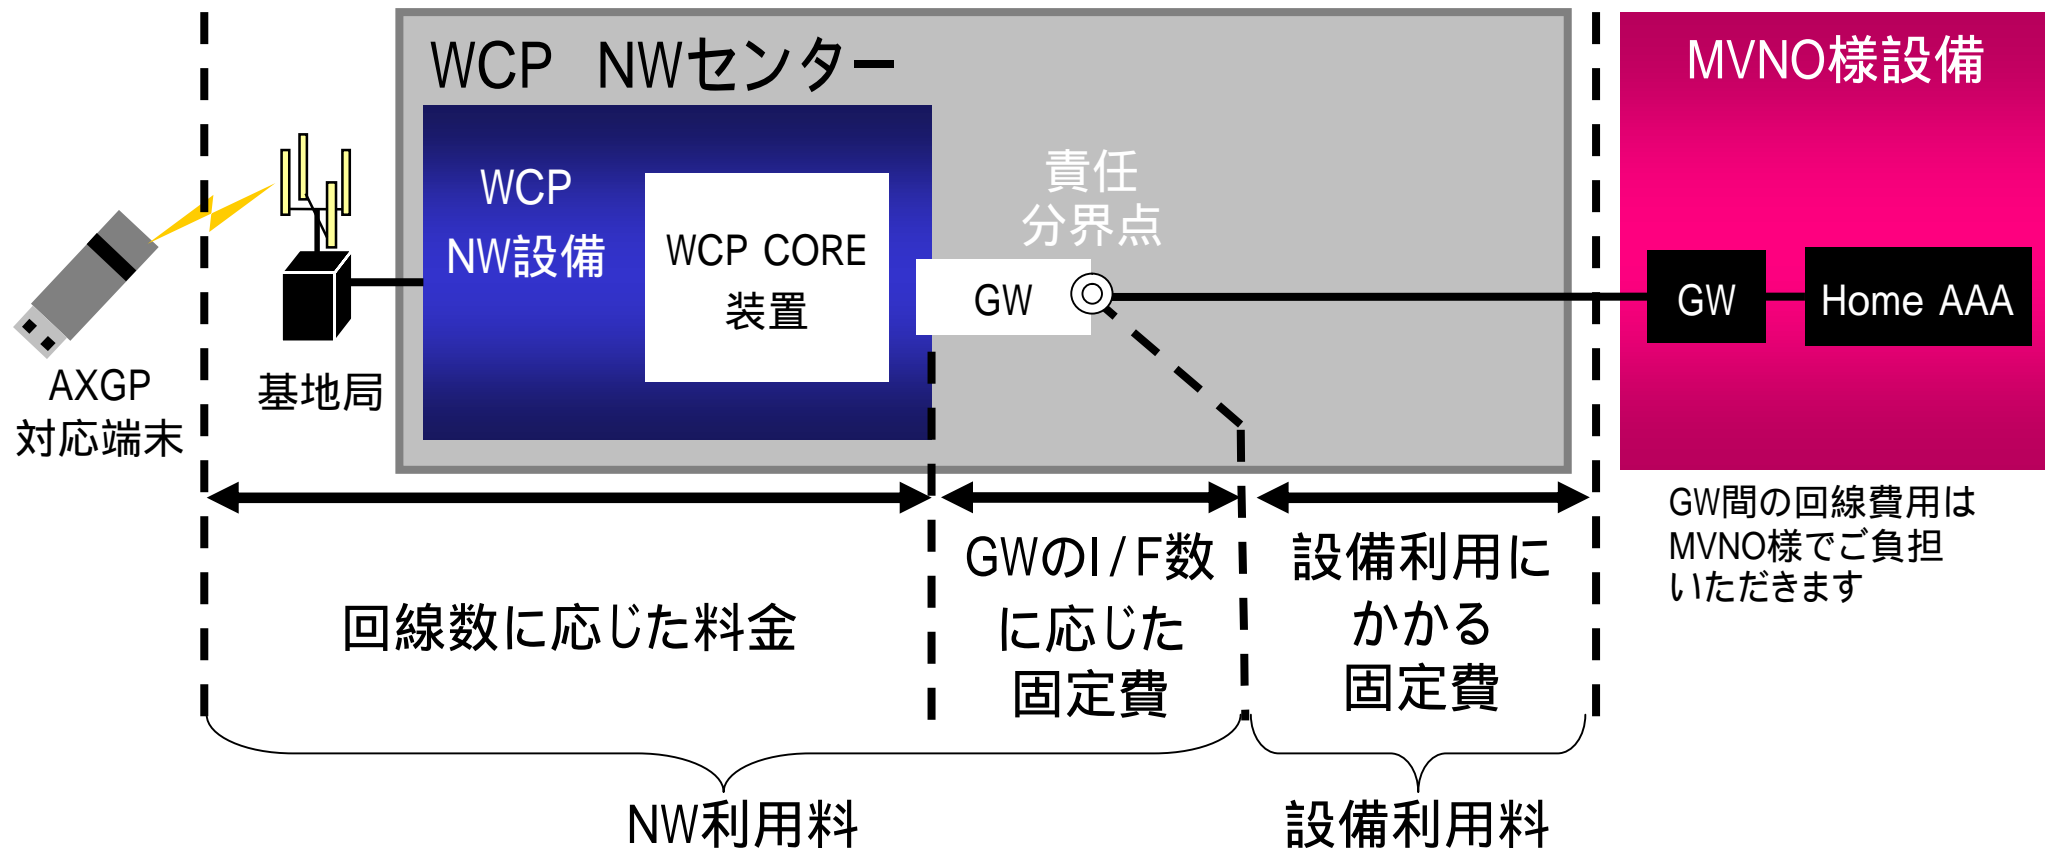 WCP NWセンター
MVNO様設備
WCP
NW設備
WCP CORE
装置
責任
分界点
GW
GW
Home AAA
AXGP
対応端末
基地局
GW間の回線費用は
MVNO様でご負担
いただきます
回線数に応じた料金
GWのI/F数
に応じた
固定費
設備利用に
かかる
固定費
NW利用料
設備利用料